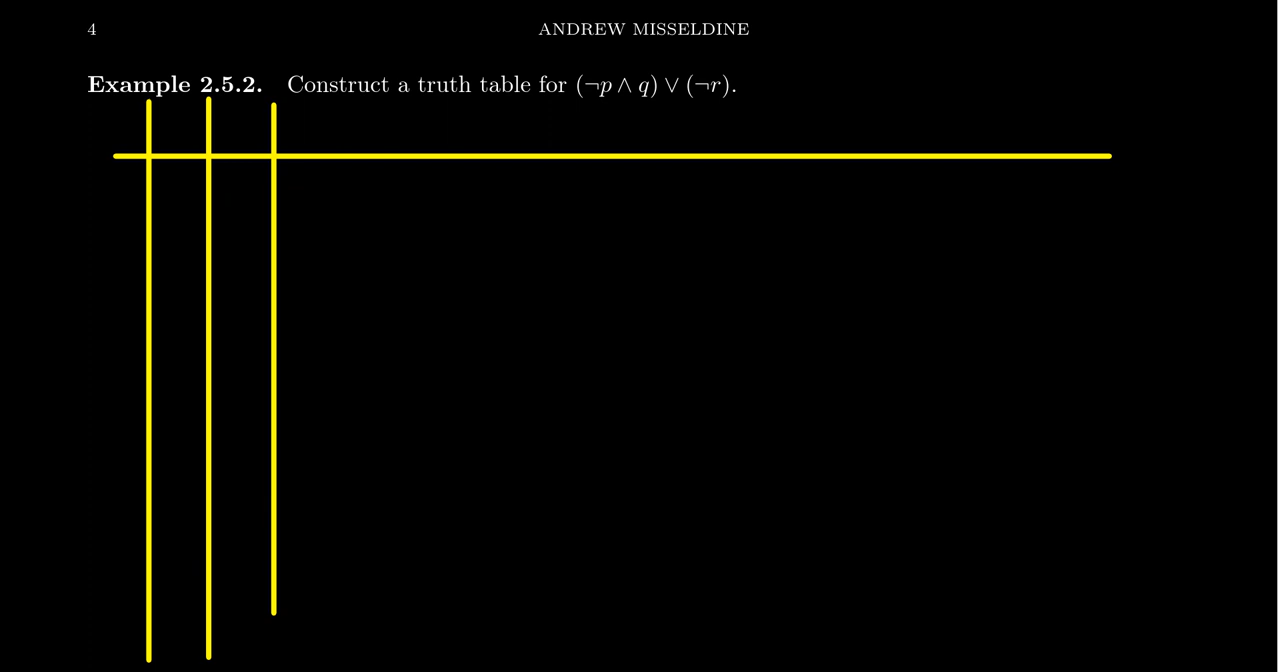 4
ANDREW MISSELDINE
Example 2.5.2. Construct a truth table for (¬p ∧ q) ∨ (¬r).